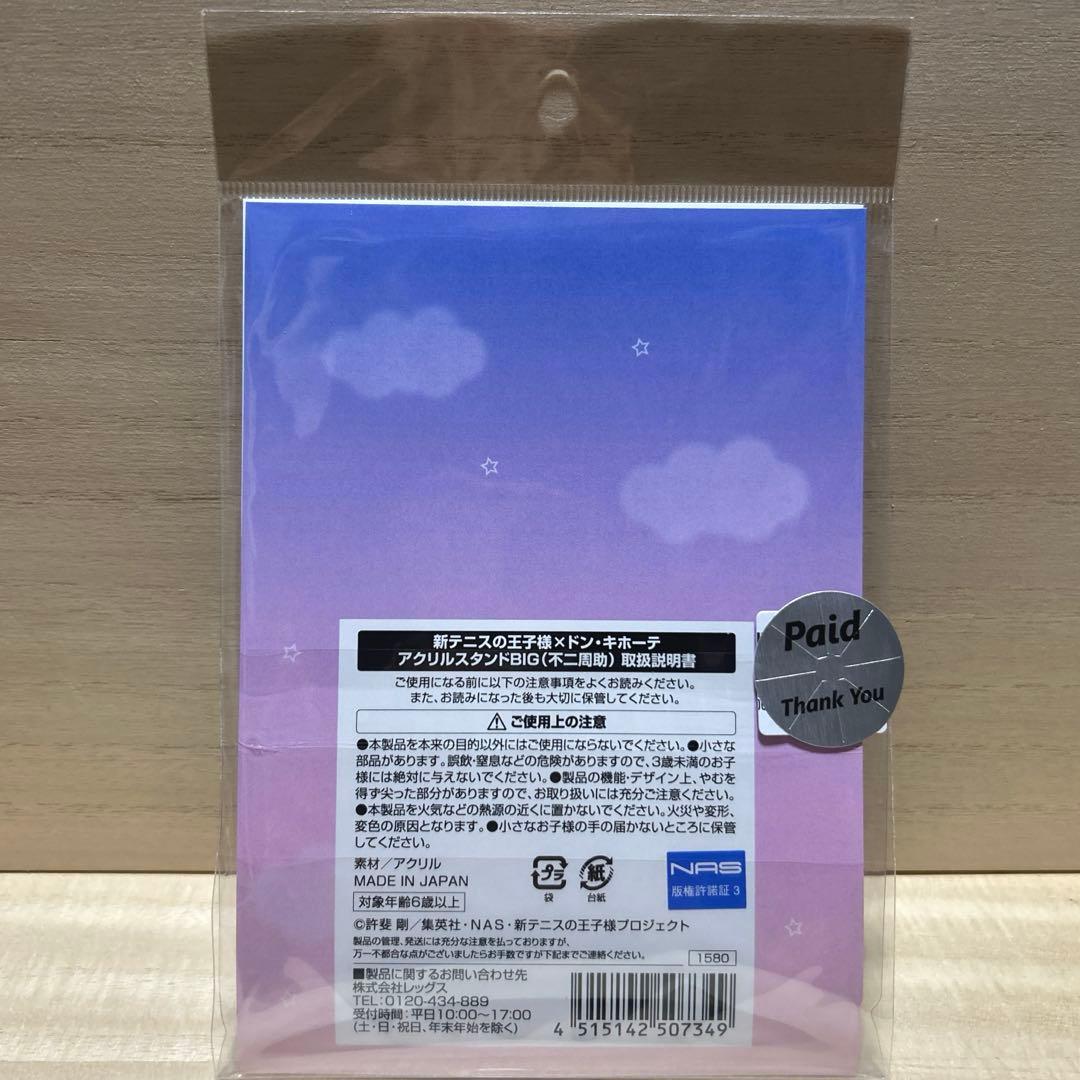 Paid
Thank You
新テニスの王子様×ドン・キホーテ
アクリルスタンドBIG(不二周助) 取扱説明書
ご使用になる前に以下の注意事項をよくお読みください。
また、お読みになった後も大切に保管してください。
ご使用上の注意
●本製品を本来の目的以外にはご使用にならないでください。●小さな
部品があります。誤飲・窒息などの危険がありますので、3歳未満のお子
様には絶対に与えないでください。●製品の機能・デザイン上、やむを
得ず尖った部分がありますので、お取り扱いには充分ご注意ください。
●本製品を火気などの熱源の近くに置かないでください。火災や変形、
変色の原因となります。●小さなお子様の手の届かないところに保管
してください。
素材/アクリル
MADE IN JAPAN
対象年齢6歳以上
プラ
袋
紙
台紙
NAS
版権許諾証 3
©許斐 剛/集英社・NAS・新テニスの王子様プロジェクト
製品の管理、発送には充分な注意を払っておりますが、
万一不都合な点がございましたらお手数ですが下記までご連絡ください。
1580
■製品に関するお問い合わせ先
株式会社レッグス
TEL:0120-434-889
受付時間:平日10:00〜17:00
(土・日・祝日、年末年始を除く)
4 515142 507349